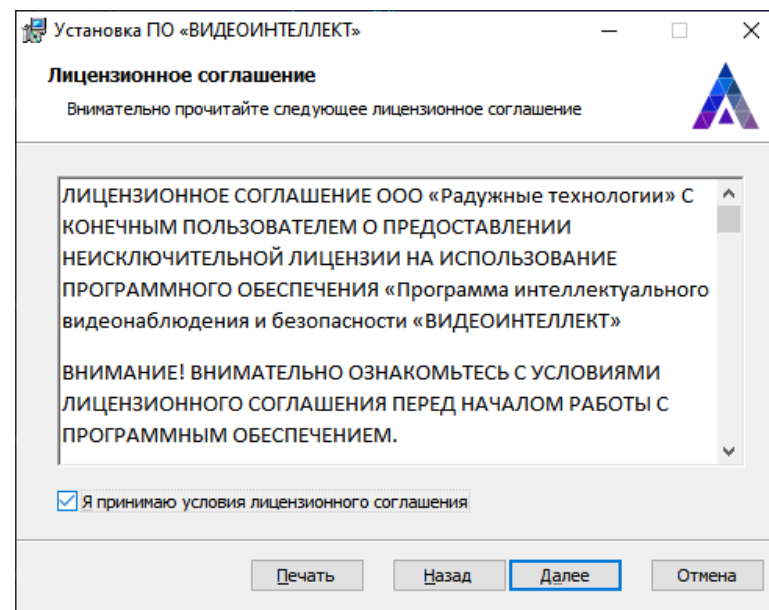 Установка ПО «ВИДЕОИНТЕЛЛЕКТ»
Лицензионное соглашение
Внимательно прочитайте следующее лицензионное соглашение
ЛИЦЕНЗИОННОЕ СОГЛАШЕНИЕ ООО «Радужные технологии» С
КОНЕЧНЫМ ПОЛЬЗОВАТЕЛЕМ О ПРЕДОСТАВЛЕНИИ
НЕИСКЛЮЧИТЕЛЬНОЙ ЛИЦЕНЗИИ НА ИСПОЛЬЗОВАНИЕ
ПРОГРАММНОГО ОБЕСПЕЧЕНИЯ «Программа интеллектуального
видеонаблюдения и безопасности «ВИДЕОИНТЕЛЛЕКТ»
ВНИМАНИЕ! ВНИМАТЕЛЬНО ОЗНАКОМЬТЕСЬ С УСЛОВИЯМИ
ЛИЦЕНЗИОННОГО СОГЛАШЕНИЯ ПЕРЕД НАЧАЛОМ РАБОТЫ С
ПРОГРАММНЫМ ОБЕСПЕЧЕНИЕМ.
Я принимаю условия лицензионного соглашения
Печать Назад Далее Отмена